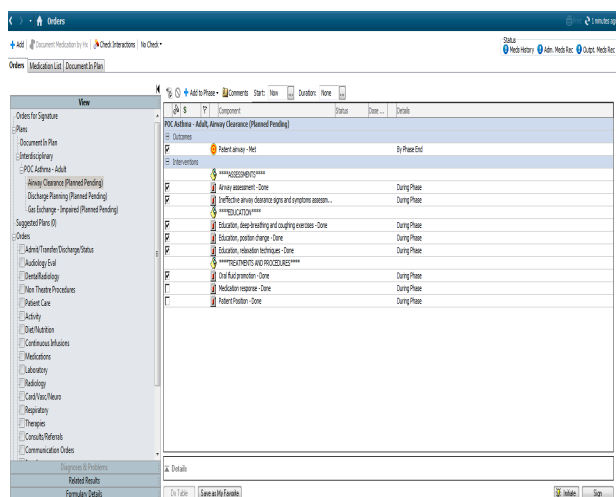 Orders
2 minutes ago
Add Document Medication by Hx Check Interactions No Check
Status
Meds History Adm. Meds Rec Outpt. Meds Rec
Orders Medication List Document In Plan
Add to Phase Comments Start: Now ... Duration: None ...
View
Orders for Signature
Plans
Document In Plan
Interdisciplinary
POC Asthma - Adult
Airway Clearance (Planned Pending)
Discharge Planning (Planned Pending)
Gas Exchange - Impaired (Planned Pending)
Suggested Plans (0)
Orders
Admit/Transfer/Discharge/Status
Audiology Eval
Dental Radiology
Non Theatre Procedures
Patient Care
Activity
Diet/Nutrition
Continuous Infusions
Medications
Laboratory
Radiology
Card/Vasc/Neuro
Respiratory
Therapies
Consults/Referrals
Communication Orders
Diagnoses & Problems
Related Results
Formulary Details
S Component Status Dose ... Details
POC Asthma - Adult, Airway Clearance (Planned Pending)
Outcomes
Patent airway - Met By Phase End
Interventions
****ASSESSMENTS****
Airway assessment - Done During Phase
Ineffective airway clearance signs and symptoms assessm... During Phase
****EDUCATION****
Education, deep-breathing and coughing exercises - Done During Phase
Education, position change - Done During Phase
Education, relaxation techniques - Done During Phase
****TREATMENTS AND PROCEDURES****
Oral fluid promotion - Done During Phase
Medication response - Done During Phase
Patient Position - Done During Phase
Details
Dx Table Save as My Favorite Initiate Sign